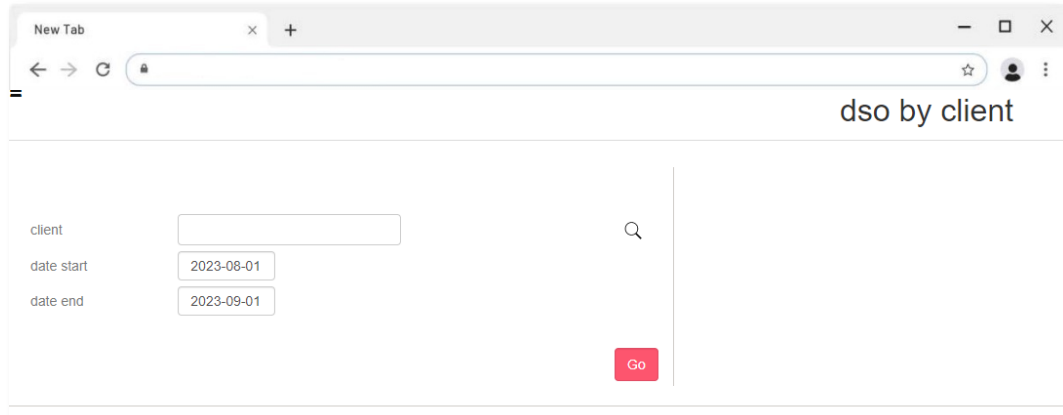 New Tab
dso by client
client
date start 2023-08-01
date end 2023-09-01
Go